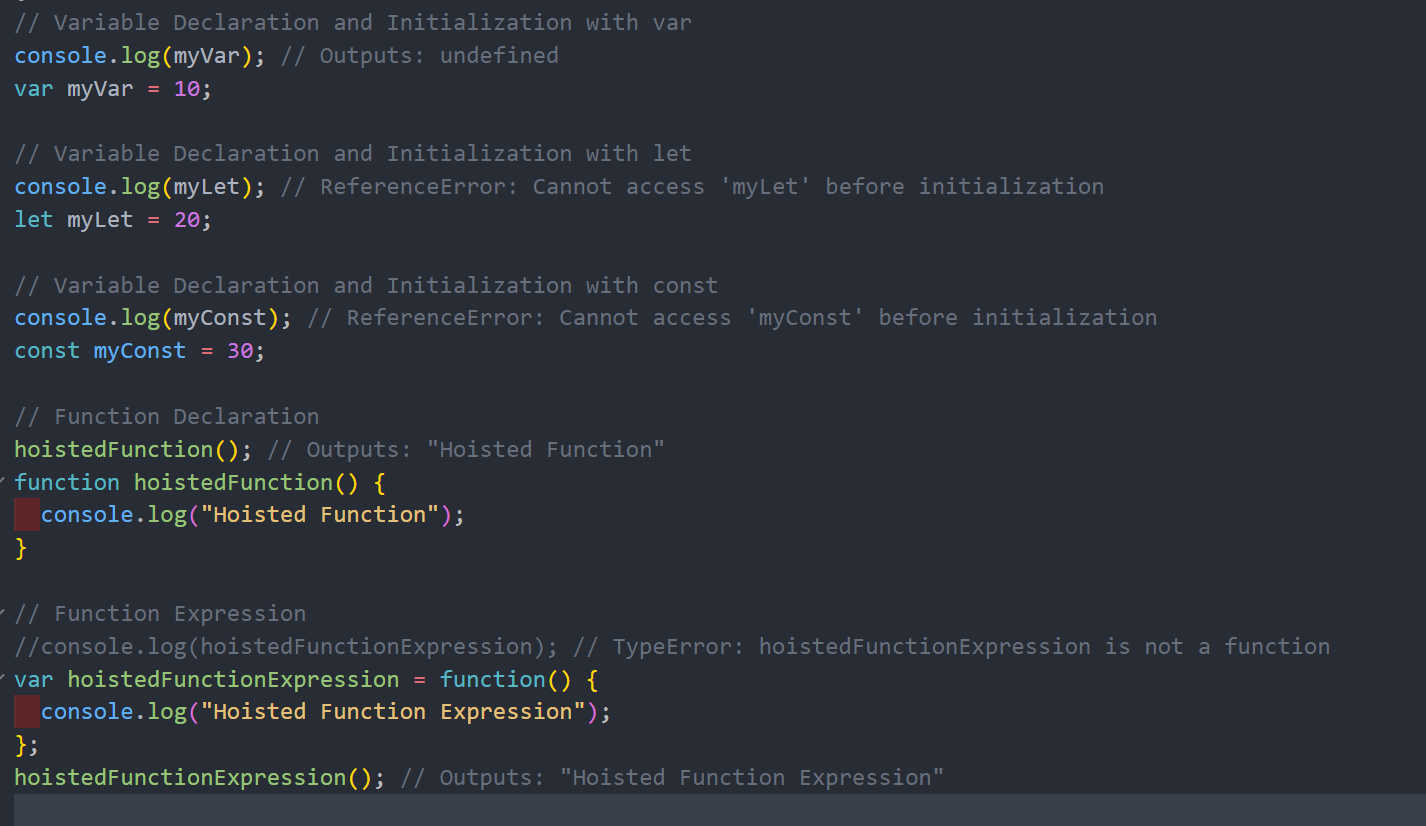 // Variable Declaration and Initialization with var
console.log(myVar); // Outputs: undefined
var myVar = 10;
// Variable Declaration and Initialization with let
console.log(myLet); // ReferenceError: Cannot access 'myLet' before initialization
let myLet = 20;
// Variable Declaration and Initialization with const
console.log(myConst); // ReferenceError: Cannot access 'myConst' before initialization
const myConst = 30;
// Function Declaration
hoistedFunction(); // Outputs: "Hoisted Function"
function hoistedFunction() {
  console.log("Hoisted Function");
}
// Function Expression
//console.log(hoistedFunctionExpression); // TypeError: hoistedFunctionExpression is not a function
var hoistedFunctionExpression = function() {
  console.log("Hoisted Function Expression");
};
hoistedFunctionExpression(); // Outputs: "Hoisted Function Expression"